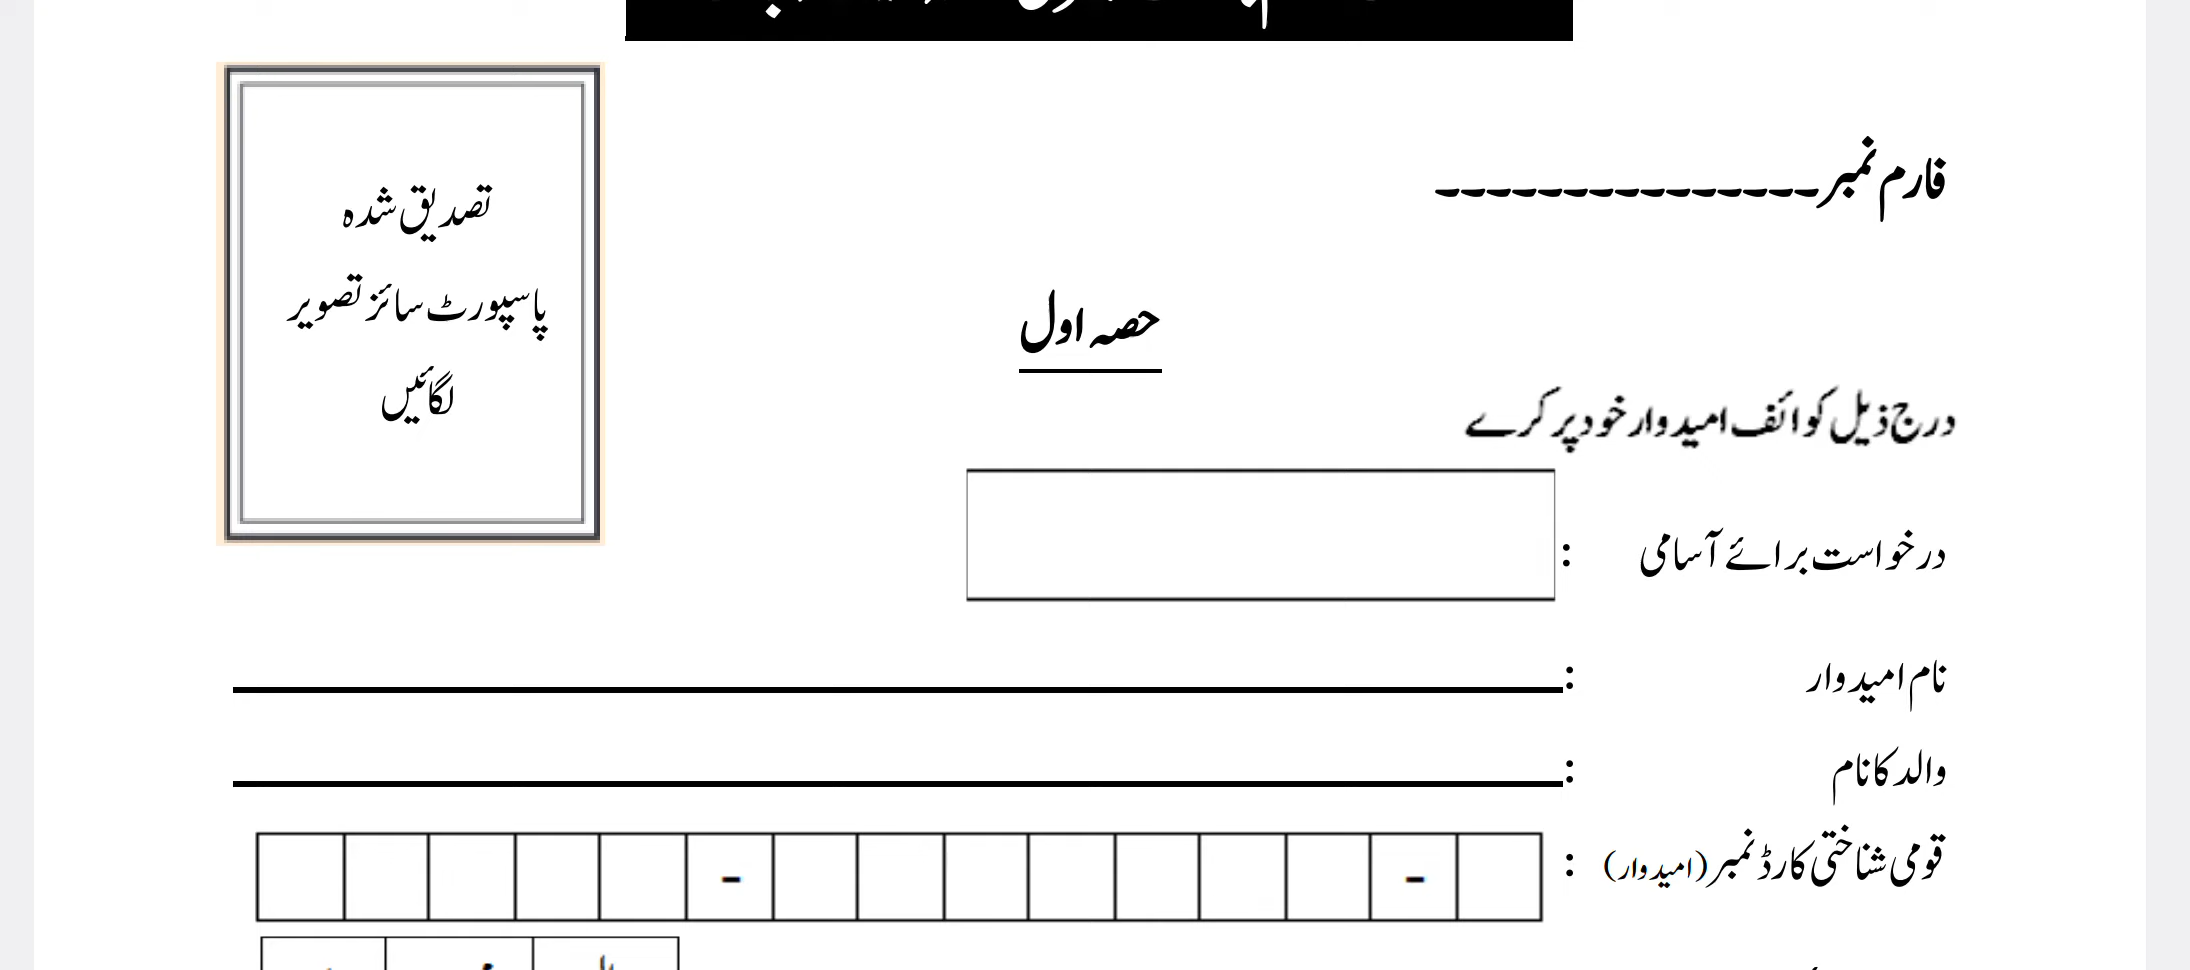 فارم نمبر---------------
تصدیق شدہ
پاسپورٹ سائز تصویر
لگائیں
حصہ اول
درج ذیل کوائف امیدوار خود پر کرے
درخواست برائے آسامی :
نام امیدوار :
والد کا نام :
قومی شناختی کارڈ نمبر (امیدوار) :
- -